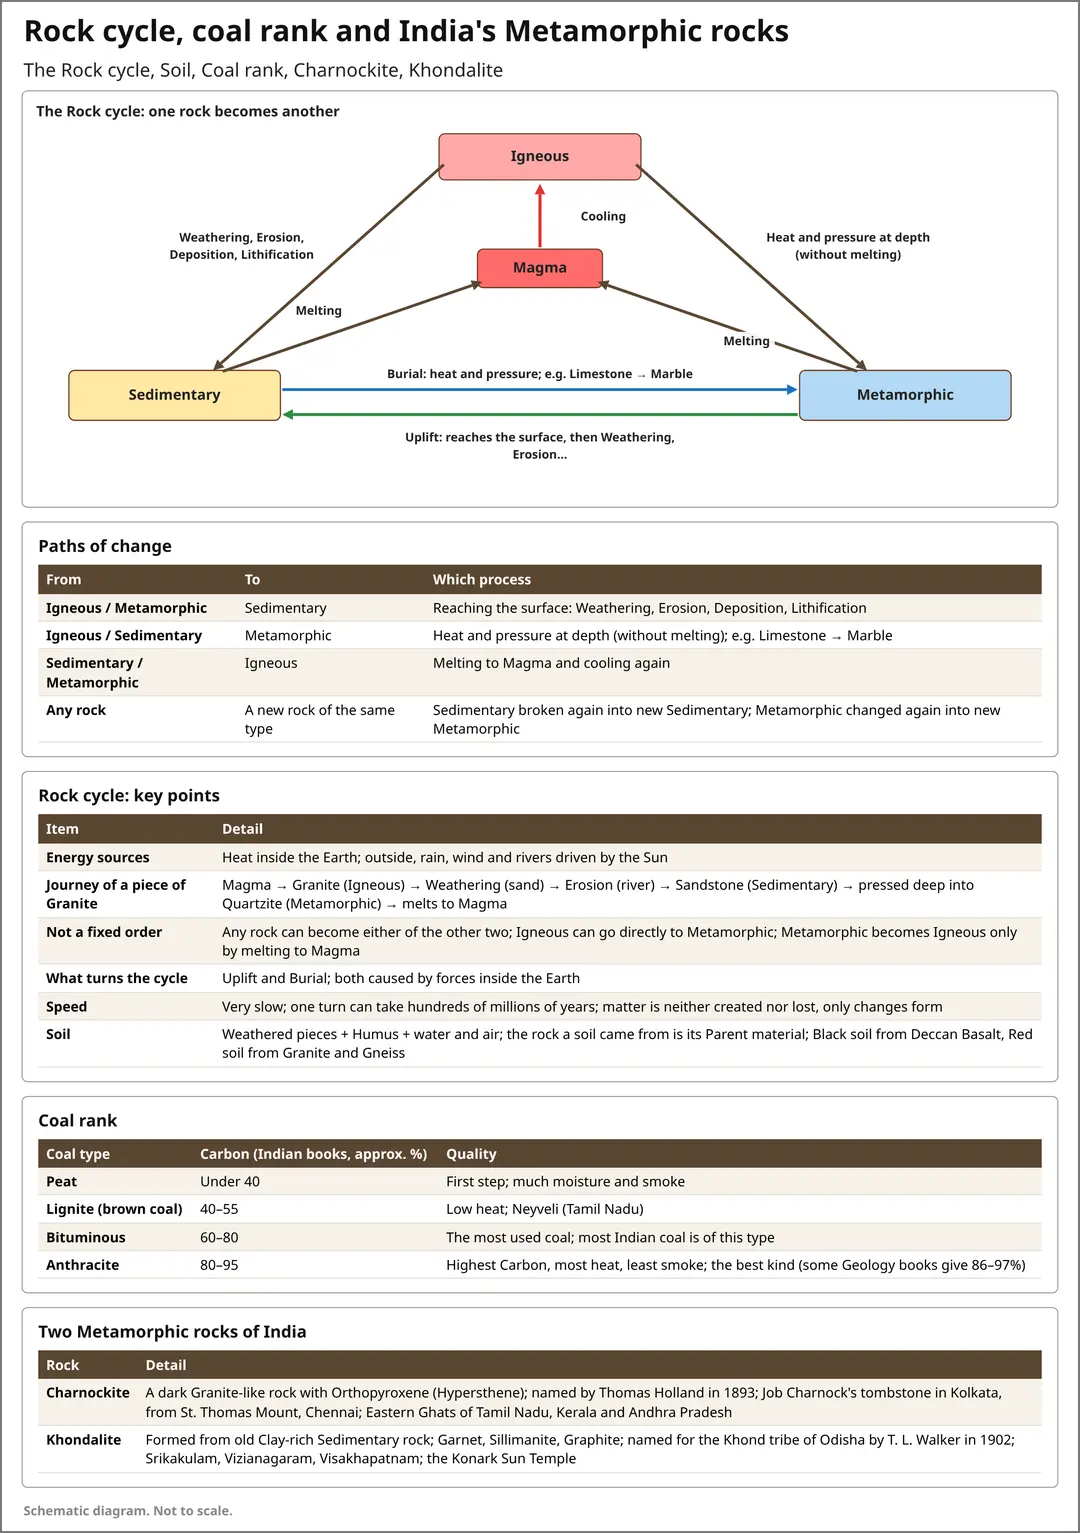 Rock cycle, coal rank and India's Metamorphic rocks
The Rock cycle, Soil, Coal rank, Charnockite, Khondalite
The Rock cycle: one rock becomes another
Igneous
Cooling
Weathering, Erosion,
Deposition, Lithification
Heat and pressure at depth
(without melting)
Magma
Melting
Melting
Burial: heat and pressure; e.g. Limestone → Marble
Sedimentary
Metamorphic
Uplift: reaches the surface, then Weathering,
Erosion...
Paths of change
From To Which process
Igneous / Metamorphic Sedimentary Reaching the surface: Weathering, Erosion, Deposition, Lithification
Igneous / Sedimentary Metamorphic Heat and pressure at depth (without melting); e.g. Limestone → Marble
Sedimentary / Igneous Melting to Magma and cooling again
Metamorphic
Any rock A new rock of the same Sedimentary broken again into new Sedimentary; Metamorphic changed again into new
type Metamorphic
Rock cycle: key points
Item Detail
Energy sources Heat inside the Earth; outside, rain, wind and rivers driven by the Sun
Journey of a piece of Magma → Granite (Igneous) → Weathering (sand) → Erosion (river) → Sandstone (Sedimentary) → pressed deep into
Granite Quartzite (Metamorphic) → melts to Magma
Not a fixed order Any rock can become either of the other two; Igneous can go directly to Metamorphic; Metamorphic becomes Igneous only
by melting to Magma
What turns the cycle Uplift and Burial; both caused by forces inside the Earth
Speed Very slow; one turn can take hundreds of millions of years; matter is neither created nor lost, only changes form
Soil Weathered pieces + Humus + water and air; the rock a soil came from is its Parent material; Black soil from Deccan Basalt, Red
soil from Granite and Gneiss
Coal rank
Coal type Carbon (Indian books, approx. %) Quality
Peat Under 40 First step; much moisture and smoke
Lignite (brown coal) 40–55 Low heat; Neyveli (Tamil Nadu)
Bituminous 60–80 The most used coal; most Indian coal is of this type
Anthracite 80–95 Highest Carbon, most heat, least smoke; the best kind (some Geology books give 86–97%)
Two Metamorphic rocks of India
Rock Detail
Charnockite A dark Granite-like rock with Orthopyroxene (Hypersthene); named by Thomas Holland in 1893; Job Charnock's tombstone in Kolkata,
from St. Thomas Mount, Chennai; Eastern Ghats of Tamil Nadu, Kerala and Andhra Pradesh
Khondalite Formed from old Clay-rich Sedimentary rock; Garnet, Sillimanite, Graphite; named for the Khond tribe of Odisha by T. L. Walker in 1902;
Srikakulam, Vizianagaram, Visakhapatnam; the Konark Sun Temple
Schematic diagram. Not to scale.